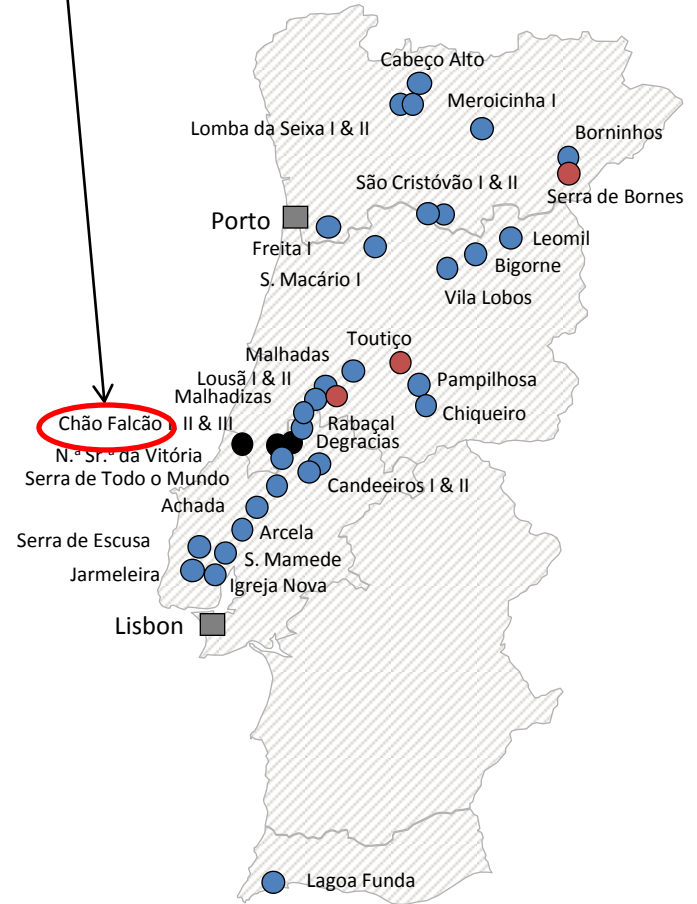 Cabeço Alto
Meroicinha I
Lomba da Seixa I & II
Borninhos
São Cristóvão I & II
Serra de Bornes
Porto
Freita I
Leomil
Bigorne
S. Macário I
Vila Lobos
Toutiço
Malhadas
Lousã I & II
Pampilhosa
Malhadizas
Chiqueiro
Chão Falcão I II & III
Rabaçal
Degracias
N.ª Sr.ª da Vitória
Serra de Todo o Mundo
Candeeiros I & II
Achada
Arcela
Serra de Escusa
S. Mamede
Jarmeleira
Igreja Nova
Lisbon
Lagoa Funda